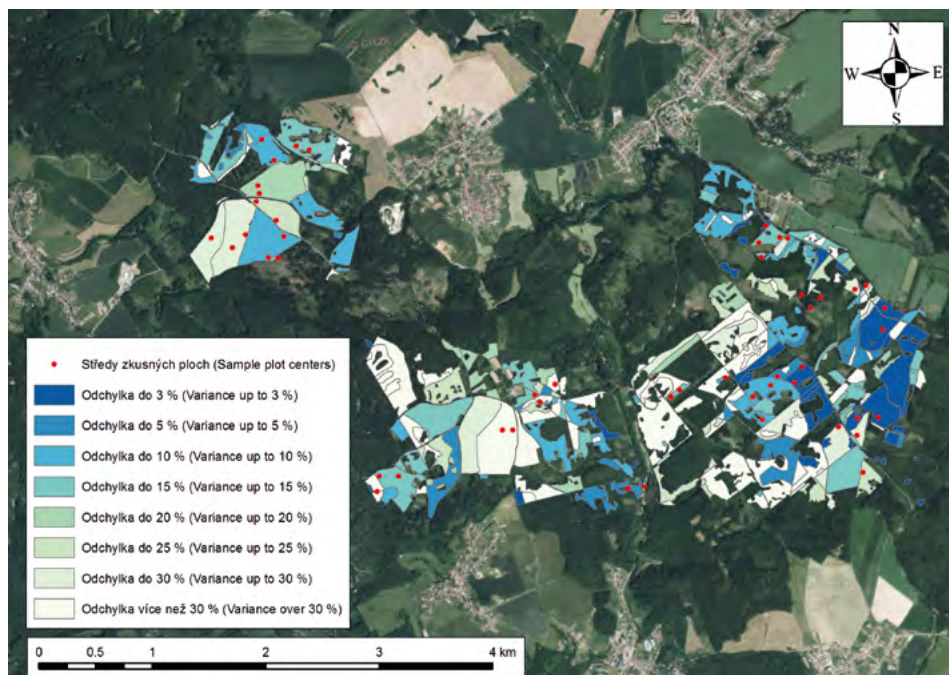 N
W E
S
Středy zkusných ploch (Sample plot centers)
Odchylka do 3 % (Variance up to 3 %)
Odchylka do 5 % (Variance up to 5 %)
Odchylka do 10 % (Variance up to 10 %)
Odchylka do 15 % (Variance up to 15 %)
Odchylka do 20 % (Variance up to 20 %)
Odchylka do 25 % (Variance up to 25 %)
Odchylka do 30 % (Variance up to 30 %)
Odchylka více než 30 % (Variance over 30 %)
0 0.5 1 2 3 4 km